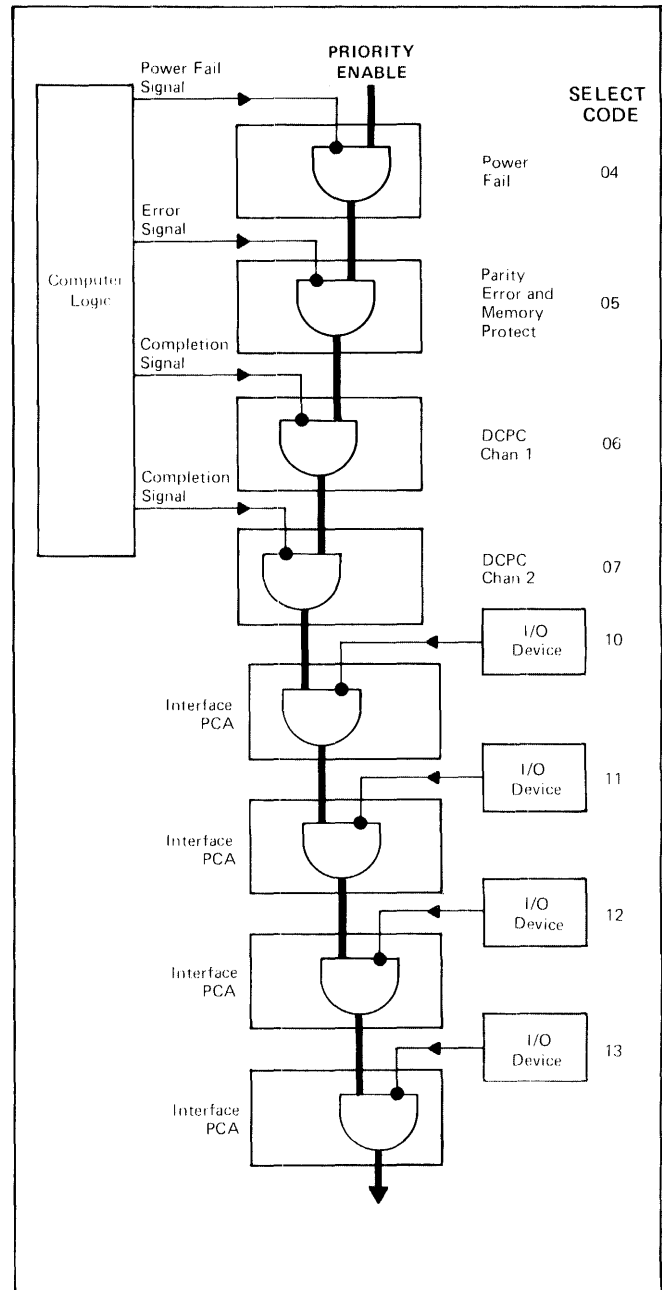 PRIORITY
ENABLE
SELECT
CODE
Power Fail
Signal
Power
Fail
04
Error
Signal
Computer
Logic
Parity
Error and
Memory
Protect
05
Completion
Signal
DCPC
Chan 1
06
Completion
Signal
DCPC
Chan 2
07
I/O
Device
10
Interface
PCA
I/O
Device
11
Interface
PCA
I/O
Device
12
Interface
PCA
I/O
Device
13
Interface
PCA